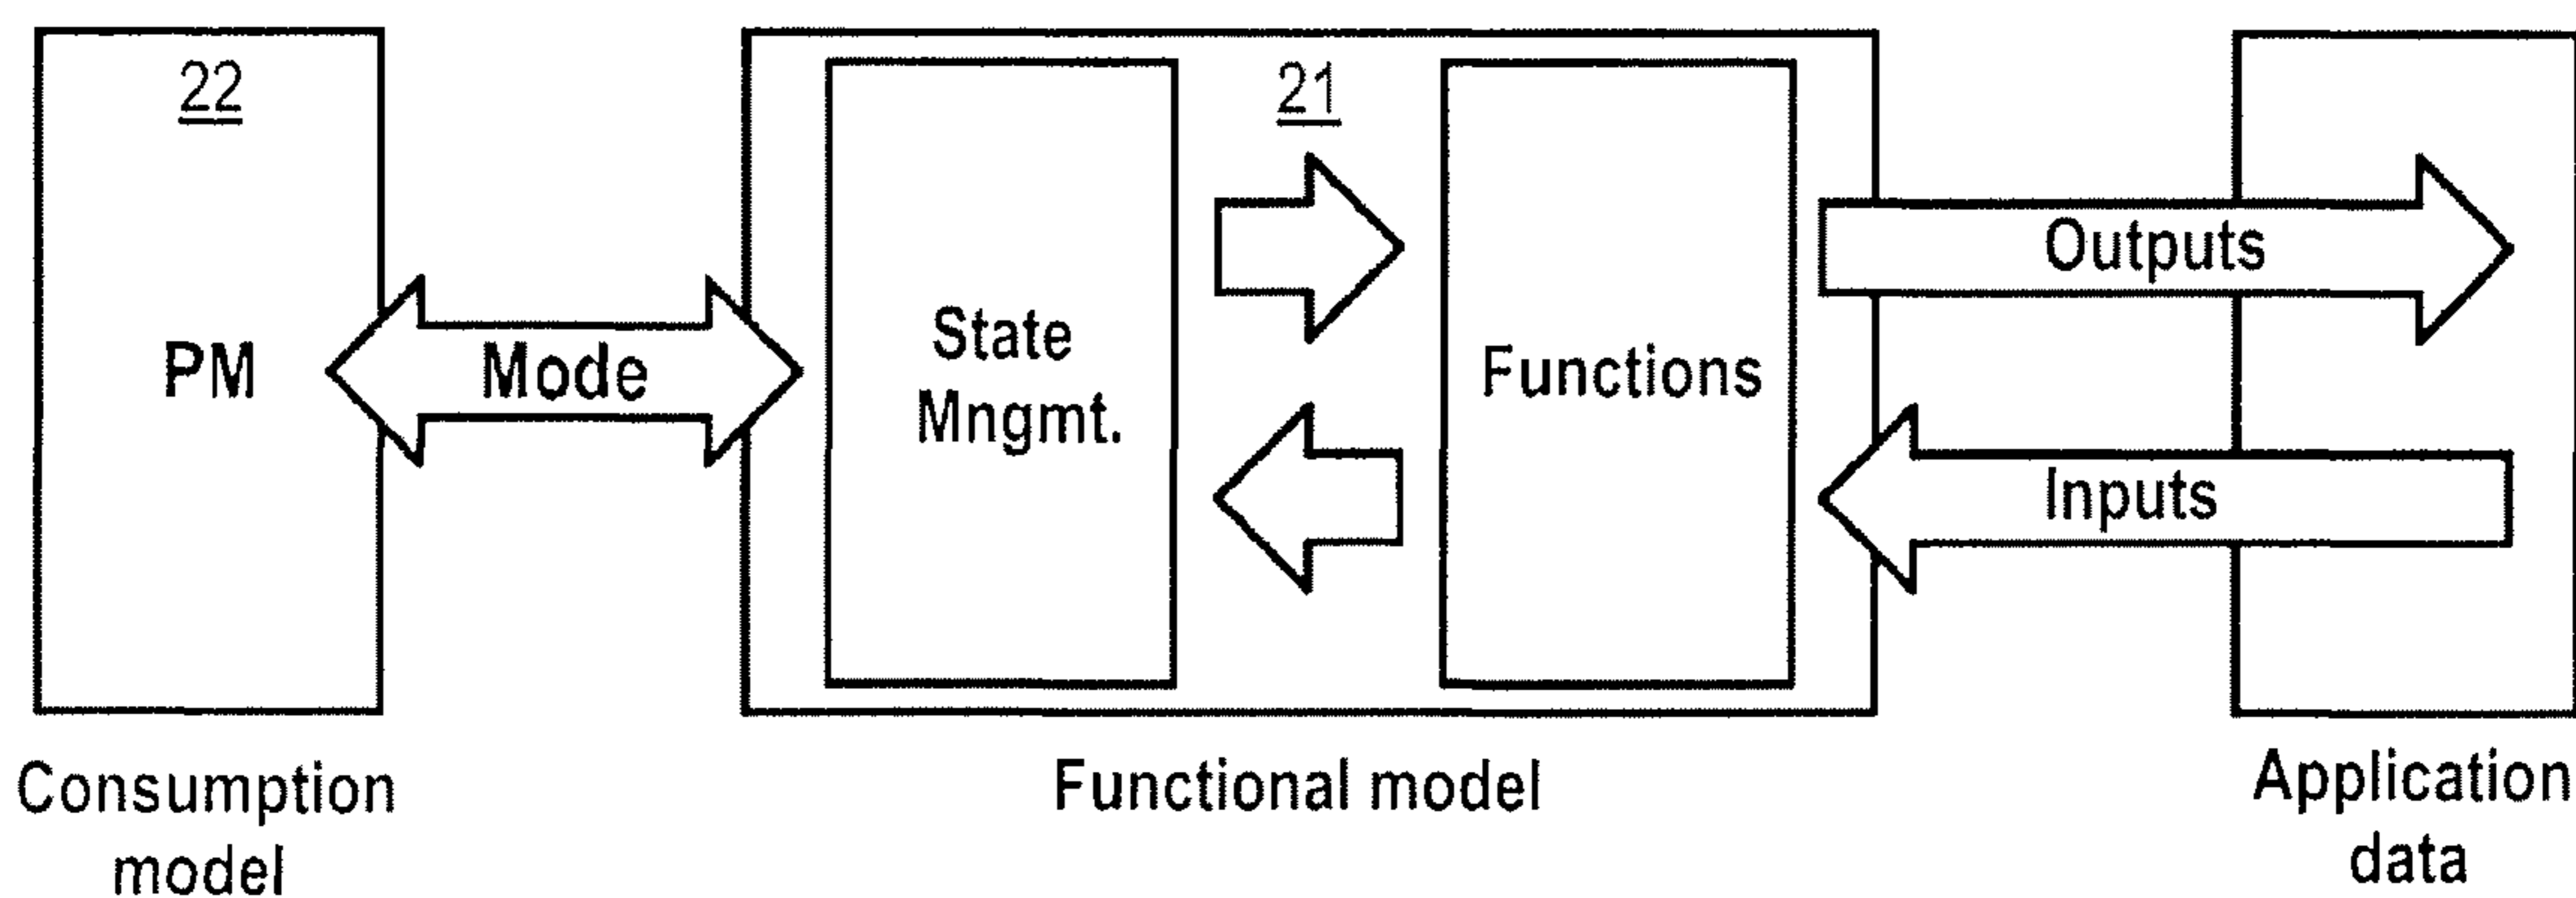 22
PM
Mode
State
Mngmt.
21
Functions
Outputs
Inputs
Consumption
model
Functional model
Application
data